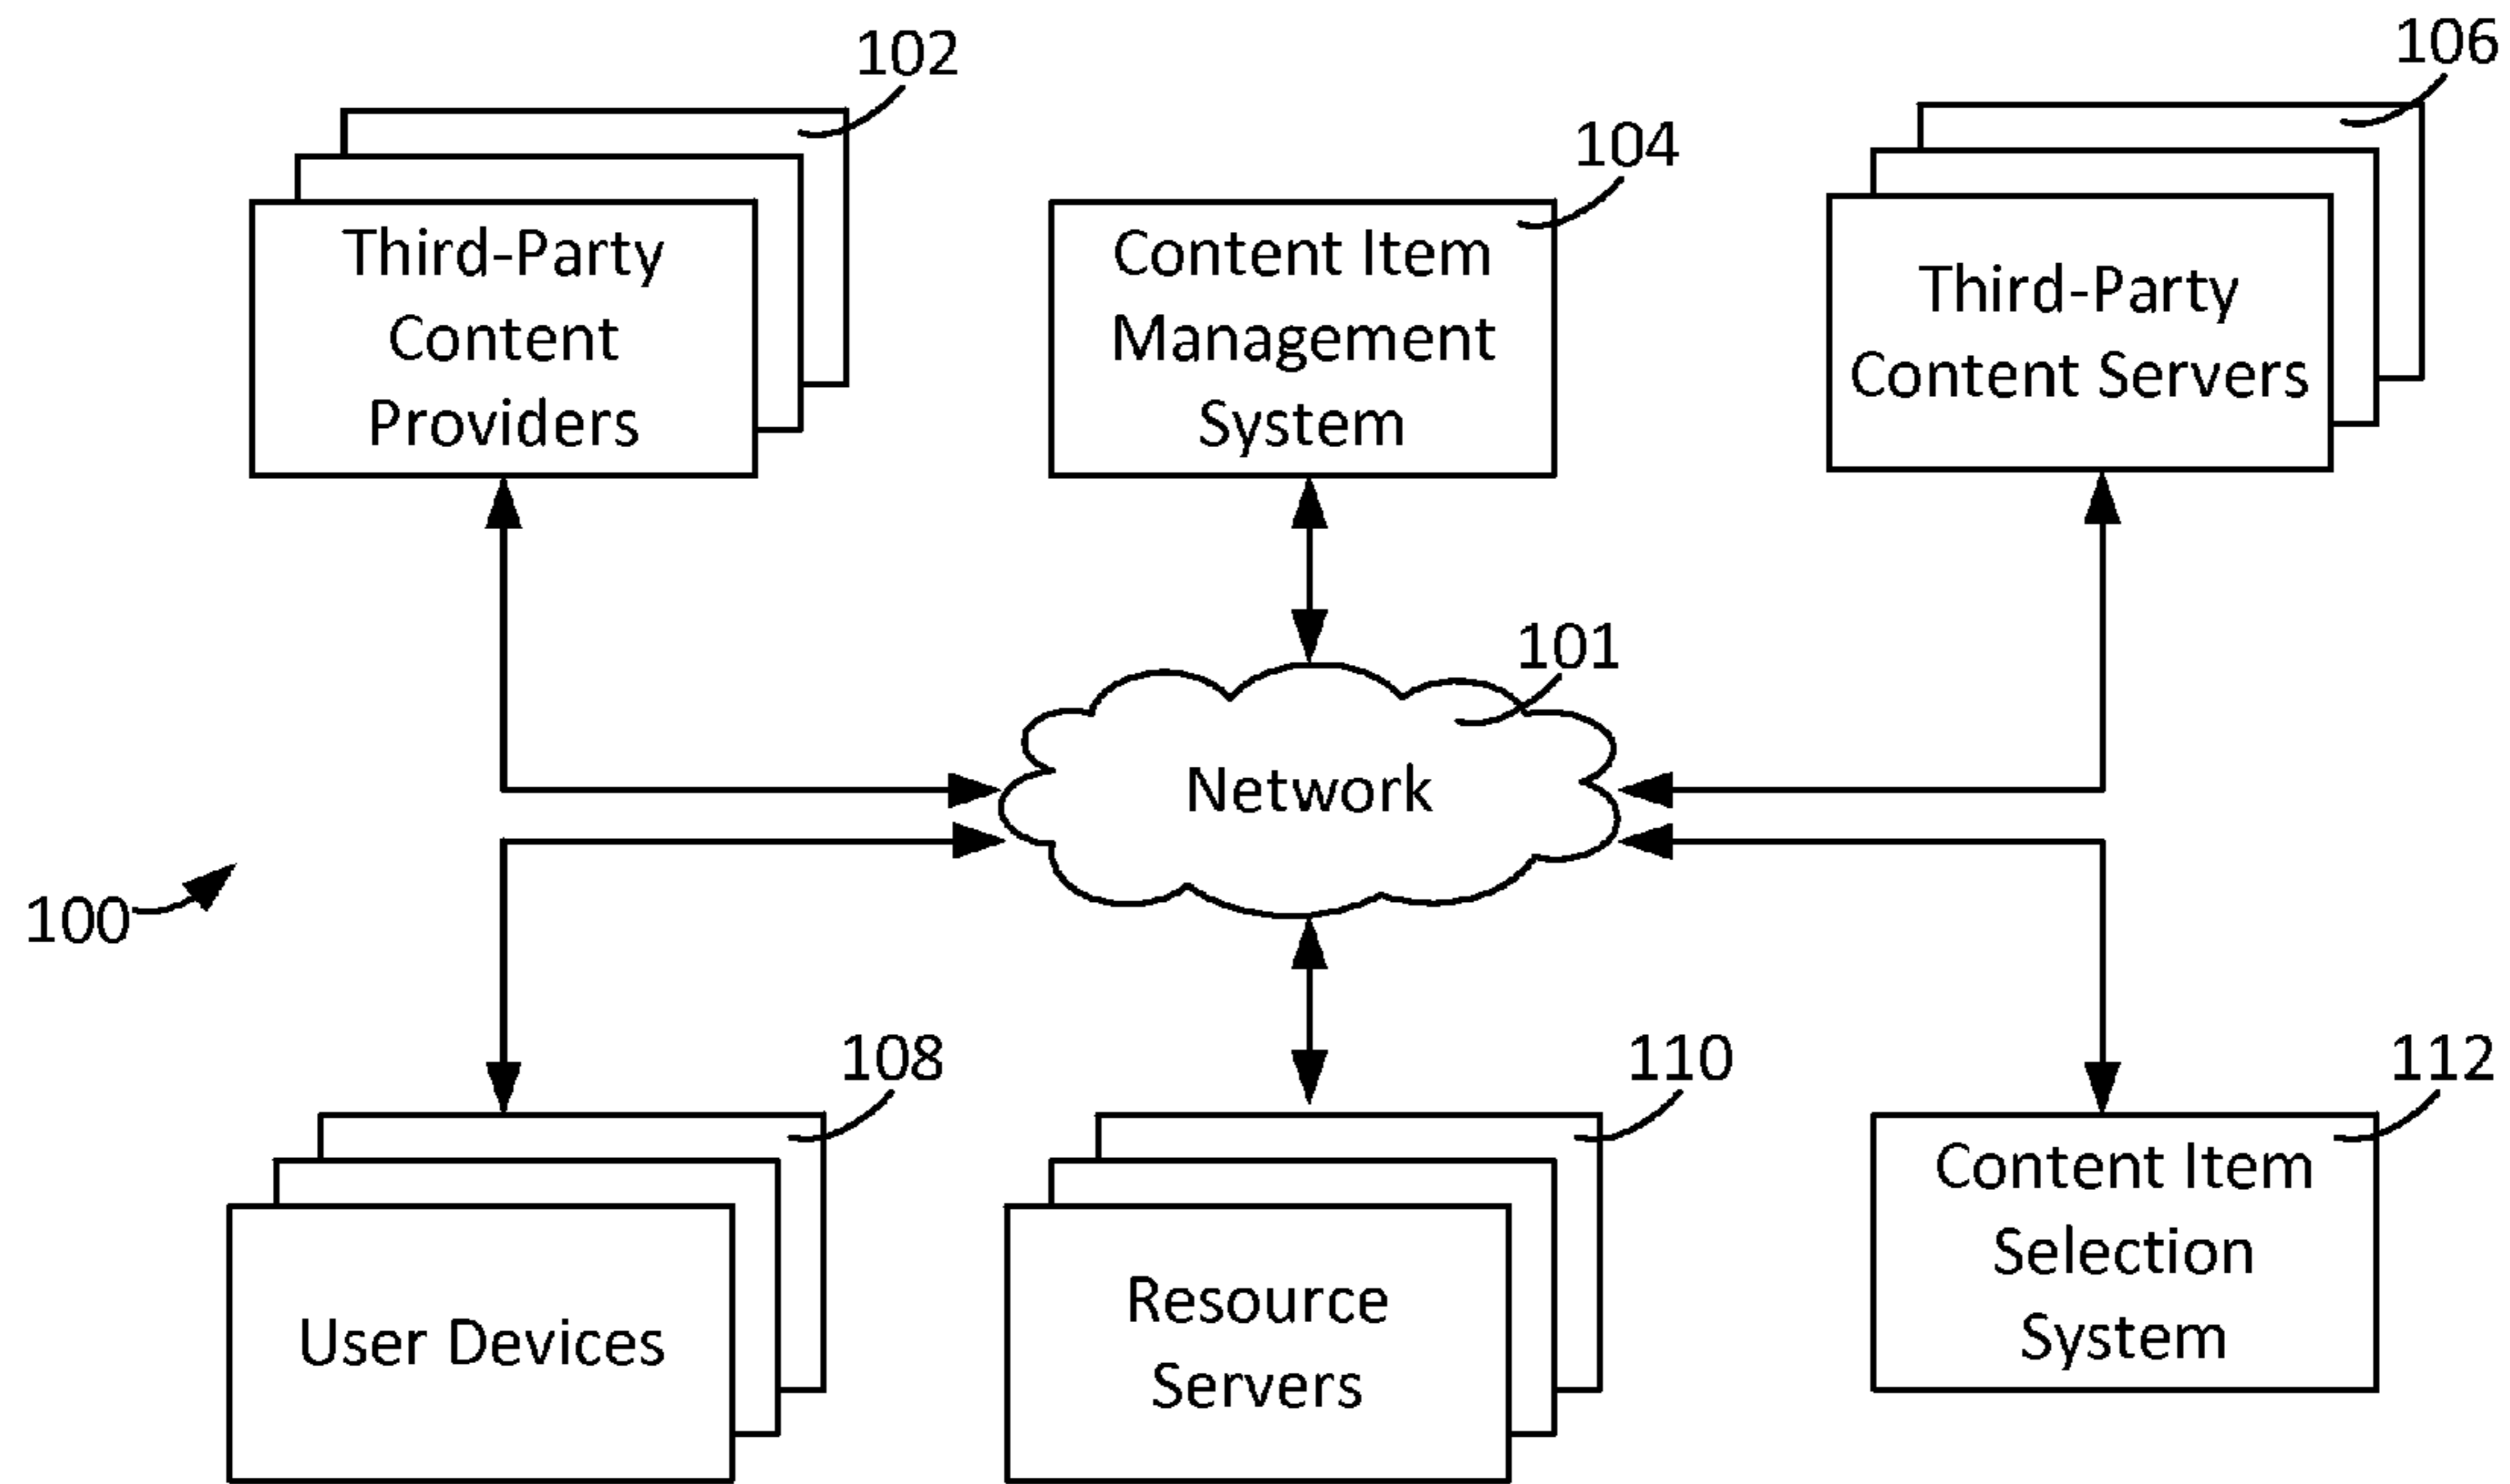 102
106
104
Third-Party
Content
Providers
Content Item
Management
System
Third-Party
Content Servers
101
Network
100
108
110
112
User Devices
Resource
Servers
Content Item
Selection
System